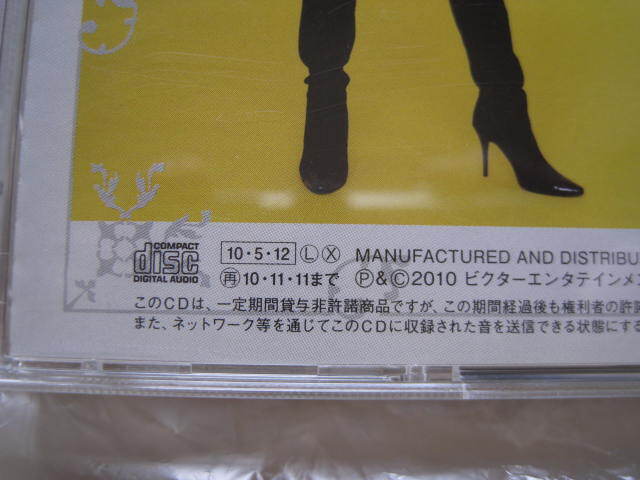 COMPACT
disc
DIGITAL AUDIO
10・5・12 Ⓛ Ⓧ MANUFACTURED AND DISTRIBU
㊢10・11・11まで Ⓟ&©2010 ビクターエンタテインメ
このCDは、一定期間貸与非許諾商品ですが、この期間経過後も権利者の許諾
また、ネットワーク等を通じてこのCDに収録された音を送信できる状態にする